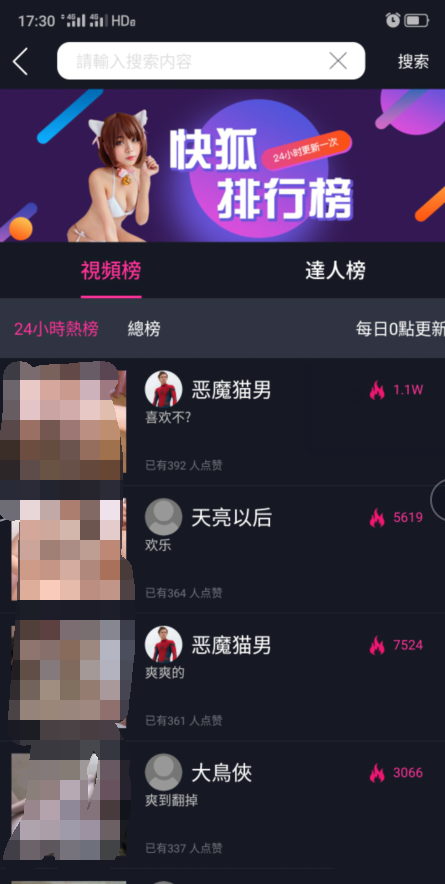 17:30 4G 4G HD
請輸入搜索内容 搜索
快狐
24小时更新一次
排行榜
視頻榜 達人榜
24小時熱榜 總榜 每日0點更新
恶魔猫男 1.1W
喜欢不?
已有392 人点赞
天亮以后 5619
欢乐
已有364 人点赞
恶魔猫男 7524
爽爽的
已有361 人点赞
大鳥俠 3066
爽到翻掉
已有337 人点赞